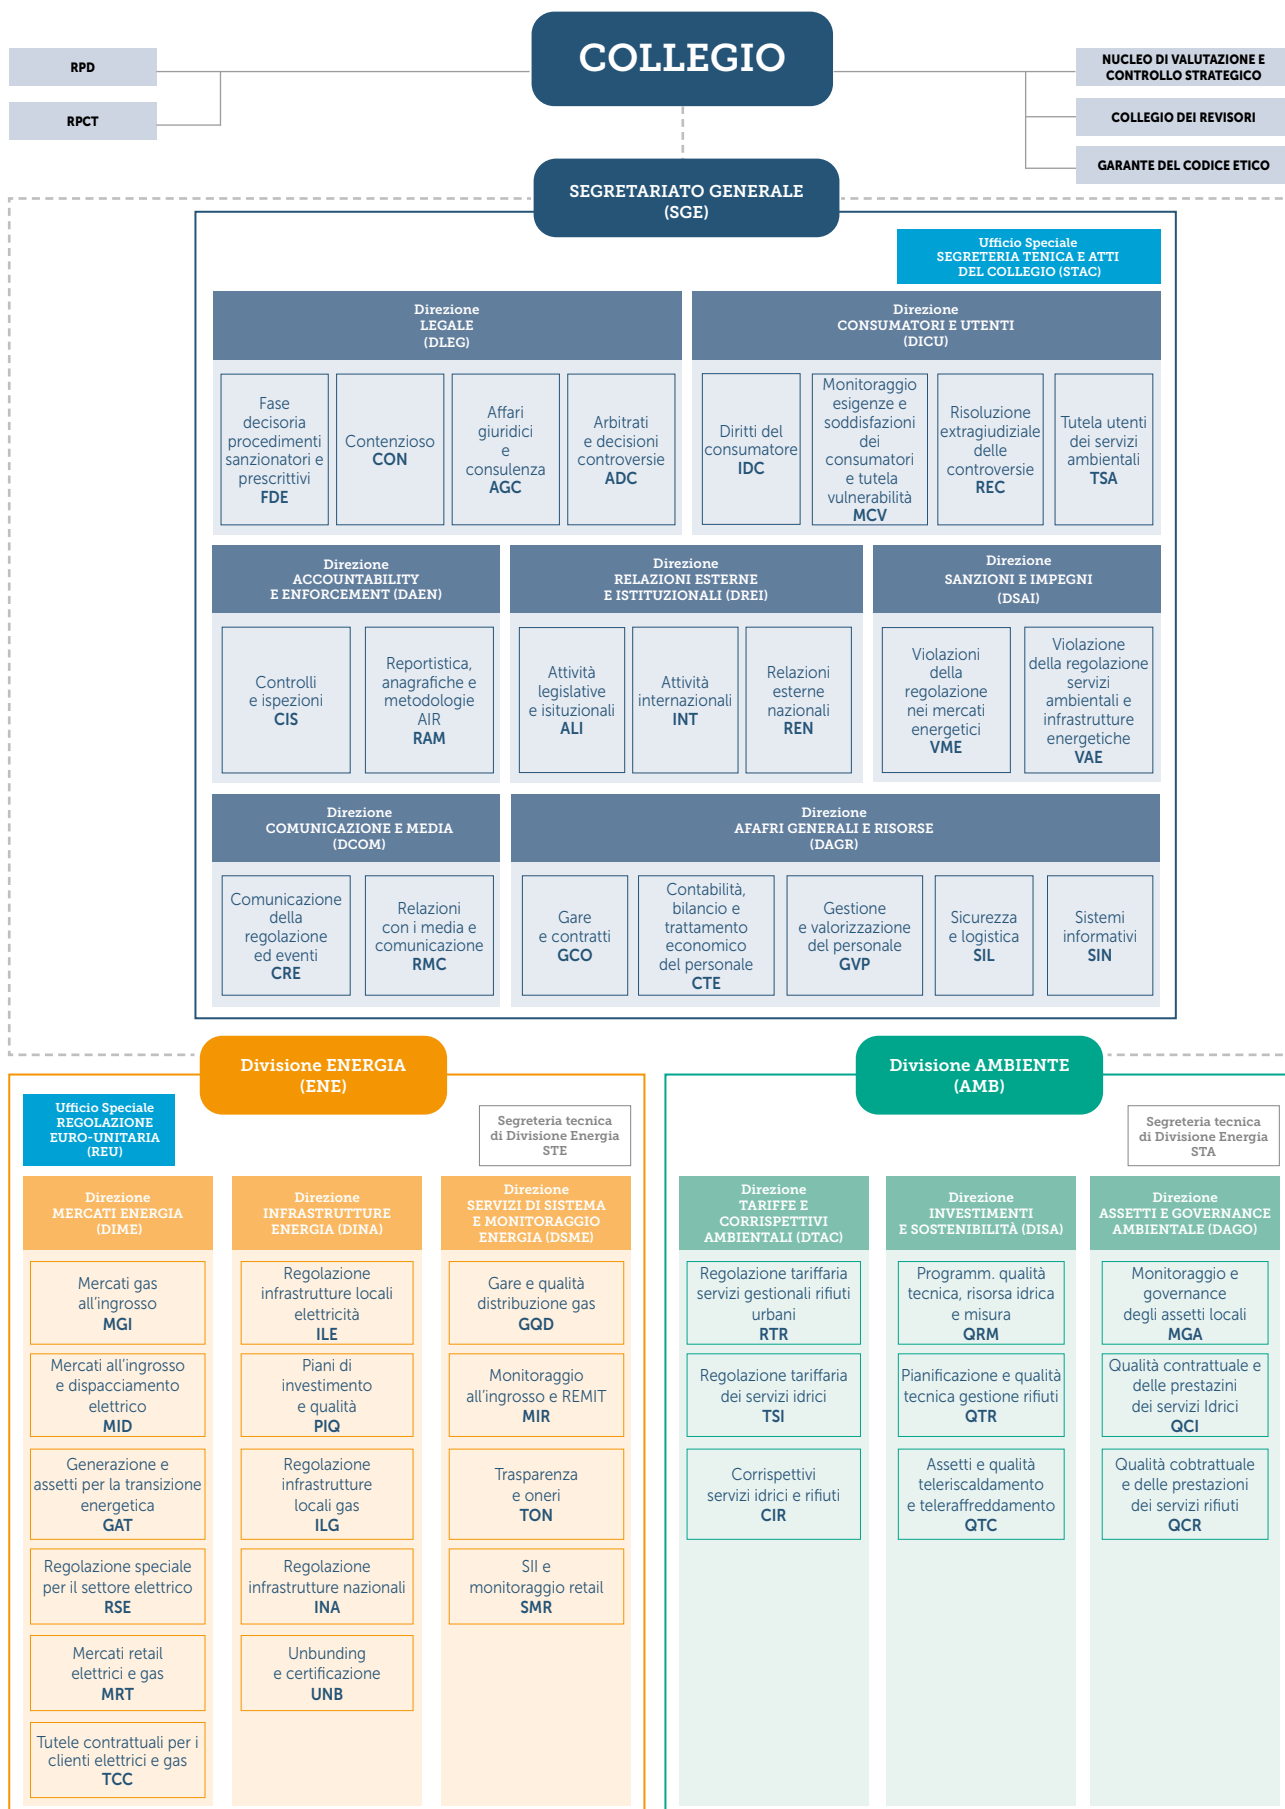 COLLEGIO
RPD
RPCT
NUCLEO DI VALUTAZIONE E
CONTROLLO STRATEGICO
COLLEGIO DEI REVISORI
GARANTE DEL CODICE ETICO
SEGRETARIATO GENERALE
(SGE)
Ufficio Speciale
SEGRETERIA TENICA E ATTI
DEL COLLEGIO (STAC)
Direzione
LEGALE
(DLEG)
Fase
decisoria
procedimenti
sanzionatori e
prescrittivi
FDE
Contenzioso
CON
Affari
giuridici
e
consulenza
AGC
Arbitrati
e decisioni
controversie
ADC
Direzione
CONSUMATORI E UTENTI
(DICU)
Diritti del
consumatore
IDC
Monitoraggio
esigenze e
soddisfazioni
dei
consumatori
e tutela
vulnerabilità
MCV
Risoluzione
extragiudiziale
delle
controversie
REC
Tutela utenti
dei servizi
ambientali
TSA
Direzione
ACCOUNTABILITY
E ENFORCEMENT (DAEN)
Controlli
e ispezioni
CIS
Reportistica,
anagrafiche e
metodologie
AIR
RAM
Direzione
RELAZIONI ESTERNE
E ISTITUZIONALI (DREI)
Attività
legislative
e isituzionali
ALI
Attività
internazionali
INT
Relazioni
esterne
nazionali
REN
Direzione
SANZIONI E IMPEGNI
(DSAI)
Violazioni
della
regolazione
nei mercati
energetici
VME
Violazione
della regolazione
servizi
ambientali e
infrastrutture
energetiche
VAE
Direzione
COMUNICAZIONE E MEDIA
(DCOM)
Comunicazione
della
regolazione
ed eventi
CRE
Relazioni
con i media e
comunicazione
RMC
Direzione
AFAFRI GENERALI E RISORSE
(DAGR)
Gare
e contratti
GCO
Contabilità,
bilancio e
trattamento
economico
del personale
CTE
Gestione
e valorizzazione
del personale
GVP
Sicurezza
e logistica
SIL
Sistemi
informativi
SIN
Divisione ENERGIA
(ENE)
Ufficio Speciale
REGOLAZIONE
EURO-UNITARIA
(REU)
Segreteria tecnica
di Divisione Energia
STE
Direzione
MERCATI ENERGIA
(DIME)
Mercati gas
all'ingrosso
MGI
Mercati all'ingrosso
e dispacciamento
elettrico
MID
Generazione e
assetti per la transizione
energetica
GAT
Regolazione speciale
per il settore elettrico
RSE
Mercati retail
elettrici e gas
MRT
Tutele contrattuali per i
clienti elettrici e gas
TCC
Direzione
INFRASTRUTTURE
ENERGIA (DINA)
Regolazione
infrastrutture locali
elettricità
ILE
Piani di
investimento
e qualità
PIQ
Regolazione
infrastrutture
locali gas
ILG
Regolazione
infrastrutture nazionali
INA
Unbunding
e certificazione
UNB
Direzione
SERVIZI DI SISTEMA
E MONITORAGGIO
ENERGIA (DSME)
Gare e qualità
distribuzione gas
GQD
Monitoraggio
all'ingrosso e REMIT
MIR
Trasparenza
e oneri
TON
SII e
monitoraggio retail
SMR
Divisione AMBIENTE
(AMB)
Segreteria tecnica
di Divisione Energia
STA
Direzione
TARIFFE E
CORRISPETTIVI
AMBIENTALI (DTAC)
Regolazione tariffaria
servizi gestionali rifiuti
urbani
RTR
Regolazione tariffaria
dei servizi idrici
TSI
Corrispettivi
servizi idrici e rifiuti
CIR
Direzione
INVESTIMENTI
E SOSTENIBILITÀ (DISA)
Programm. qualità
tecnica, risorsa idrica
e misura
QRM
Pianificazione e qualità
tecnica gestione rifiuti
QTR
Assetti e qualità
teleriscaldamento
e teleraffreddamento
QTC
Direzione
ASSETTI E GOVERNANCE
AMBIENTALE (DAGO)
Monitoraggio e
governance
degli assetti locali
MGA
Qualità contrattuale e
delle prestazini
dei servizi Idrici
QCI
Qualità cobtrattuale
e delle prestazioni
dei servizi rifiuti
QCR